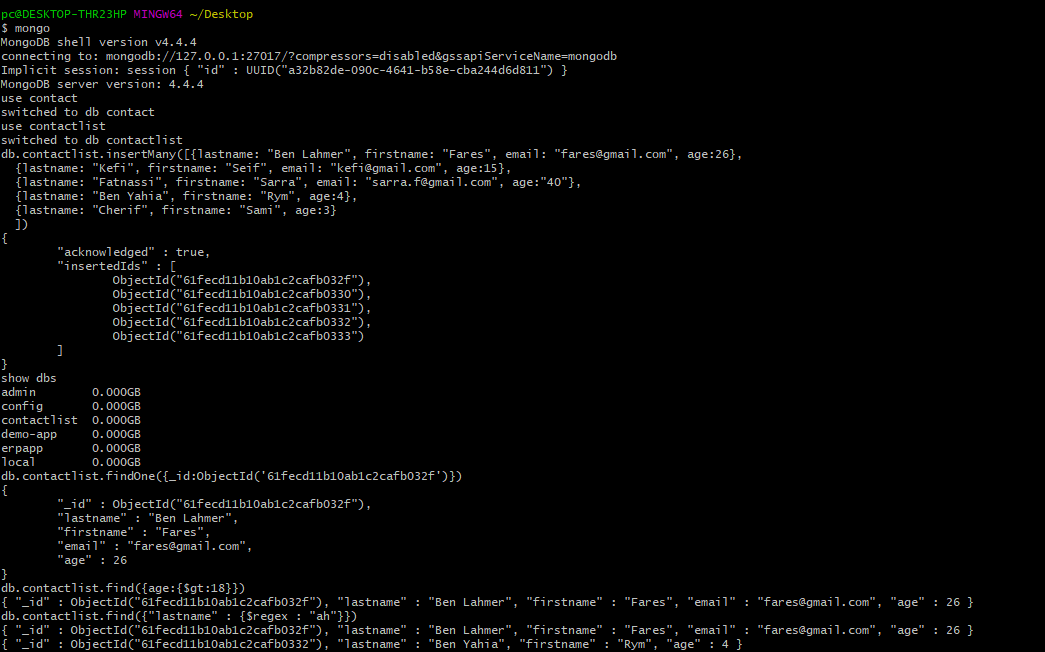 pc@DESKTOP-THR23HP MINGW64 ~/Desktop
$ mongo
MongoDB shell version v4.4.4
connecting to: mongodb://127.0.0.1:27017/?compressors=disabled&gssapiServiceName=mongodb
Implicit session: session { "id" : UUID("a32b82de-090c-4641-b58e-cba244d6d811") }
MongoDB server version: 4.4.4
use contact
switched to db contact
use contactlist
switched to db contactlist
db.contactlist.insertMany([{lastname: "Ben Lahmer", firstname: "Fares", email: "fares@gmail.com", age:26},
  {lastname: "Kefi", firstname: "Seif", email: "kefi@gmail.com", age:15},
  {lastname: "Fatnassi", firstname: "Sarra", email: "sarra.f@gmail.com", age:"40"},
  {lastname: "Ben Yahia", firstname: "Rym", age:4},
  {lastname: "Cherif", firstname: "Sami", age:3}
  ])
{
        "acknowledged" : true,
        "insertedIds" : [
                ObjectId("61fecd11b10ab1c2cafb032f"),
                ObjectId("61fecd11b10ab1c2cafb0330"),
                ObjectId("61fecd11b10ab1c2cafb0331"),
                ObjectId("61fecd11b10ab1c2cafb0332"),
                ObjectId("61fecd11b10ab1c2cafb0333")
        ]
}
show dbs
admin        0.000GB
config       0.000GB
contactlist  0.000GB
demo-app     0.000GB
erpapp       0.000GB
local        0.000GB
db.contactlist.findOne({_id:ObjectId('61fecd11b10ab1c2cafb032f')})
{
        "_id" : ObjectId("61fecd11b10ab1c2cafb032f"),
        "lastname" : "Ben Lahmer",
        "firstname" : "Fares",
        "email" : "fares@gmail.com",
        "age" : 26
}
db.contactlist.find({age:{$gt:18}})
{ "_id" : ObjectId("61fecd11b10ab1c2cafb032f"), "lastname" : "Ben Lahmer", "firstname" : "Fares", "email" : "fares@gmail.com", "age" : 26 }
db.contactlist.find({"lastname" : {$regex : "ah"}})
{ "_id" : ObjectId("61fecd11b10ab1c2cafb032f"), "lastname" : "Ben Lahmer", "firstname" : "Fares", "email" : "fares@gmail.com", "age" : 26 }
{ "_id" : ObjectId("61fecd11b10ab1c2cafb0332"), "lastname" : "Ben Yahia", "firstname" : "Rym", "age" : 4 }